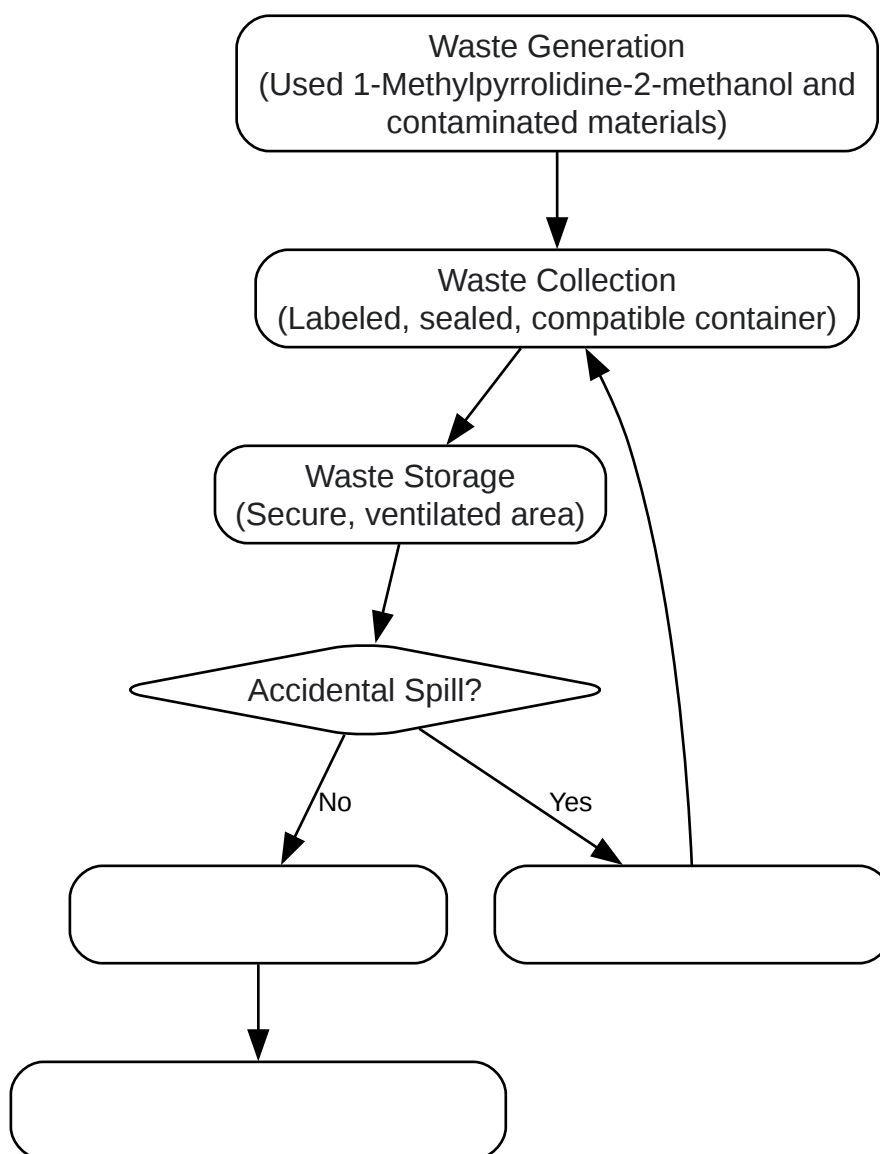 Waste Generation
(Used 1-Methylpyrrolidine-2-methanol and
contaminated materials)
Waste Collection
(Labeled, sealed, compatible container)
Waste Storage
(Secure, ventilated area)
Accidental Spill?
No
Yes